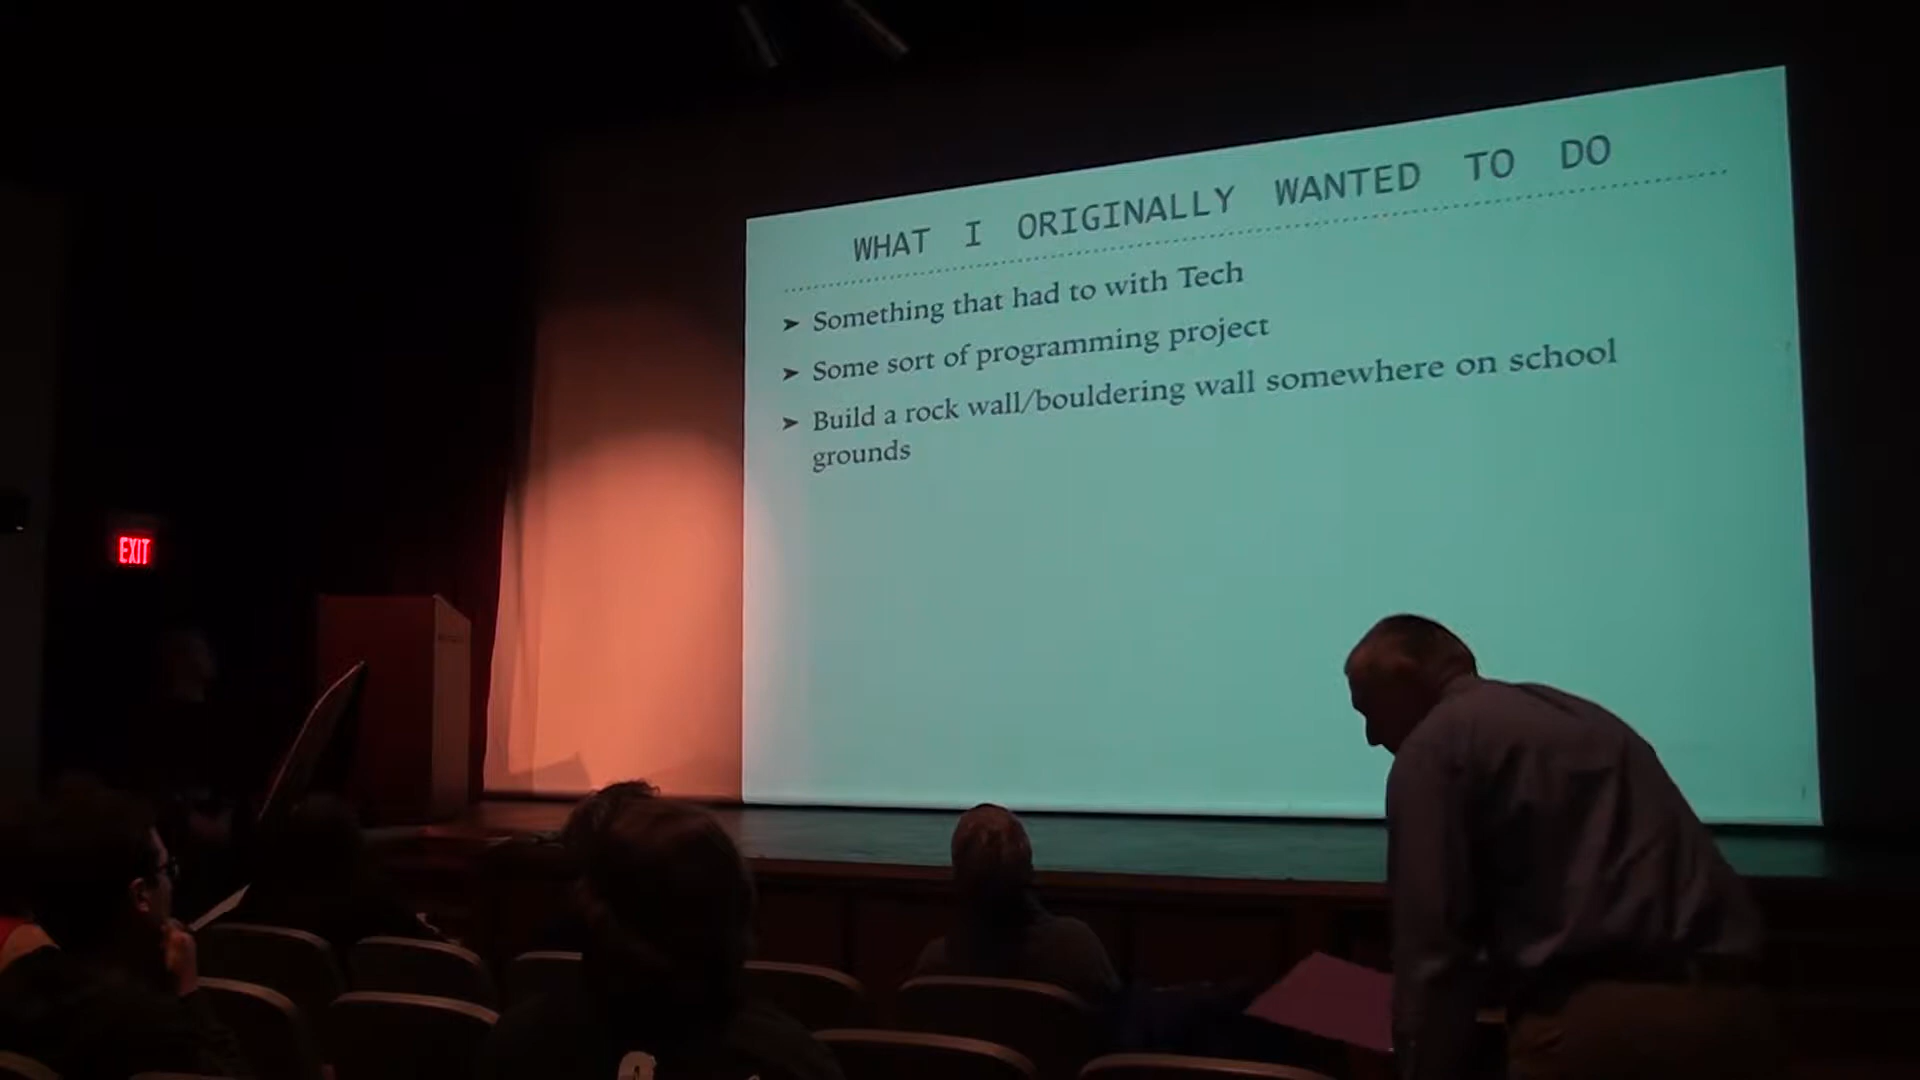 WHAT I ORIGINALLY WANTED TO DO
➤ Something that had to with Tech
➤ Some sort of programming project
➤ Build a rock wall/bouldering wall somewhere on school
grounds
EXIT